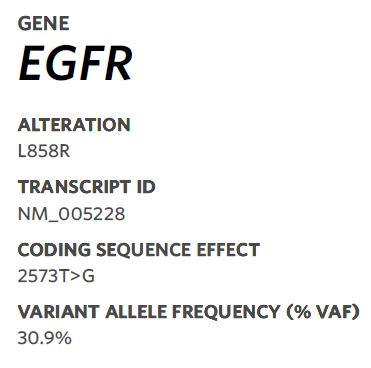 GENE
EGFR
ALTERATION
L858R
TRANSCRIPT ID
NM_005228
CODING SEQUENCE EFFECT
2573T>G
VARIANT ALLELE FREQUENCY (% VAF)
30.9%